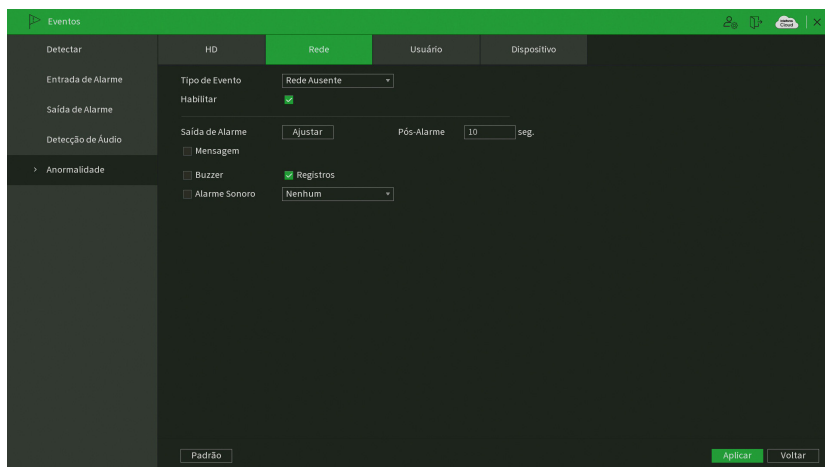 Eventos
Cloud
Detectar
HD
Rede
Usuário
Dispositivo
Entrada de Alarme
Saída de Alarme
Detecção de Áudio
Anormalidade
Tipo de Evento
Rede Ausente
Habilitar
Saída de Alarme
Ajustar
Pós-Alarme
10
seg.
Mensagem
Buzzer
Registros
Alarme Sonoro
Nenhum
Padrão
Aplicar
Voltar